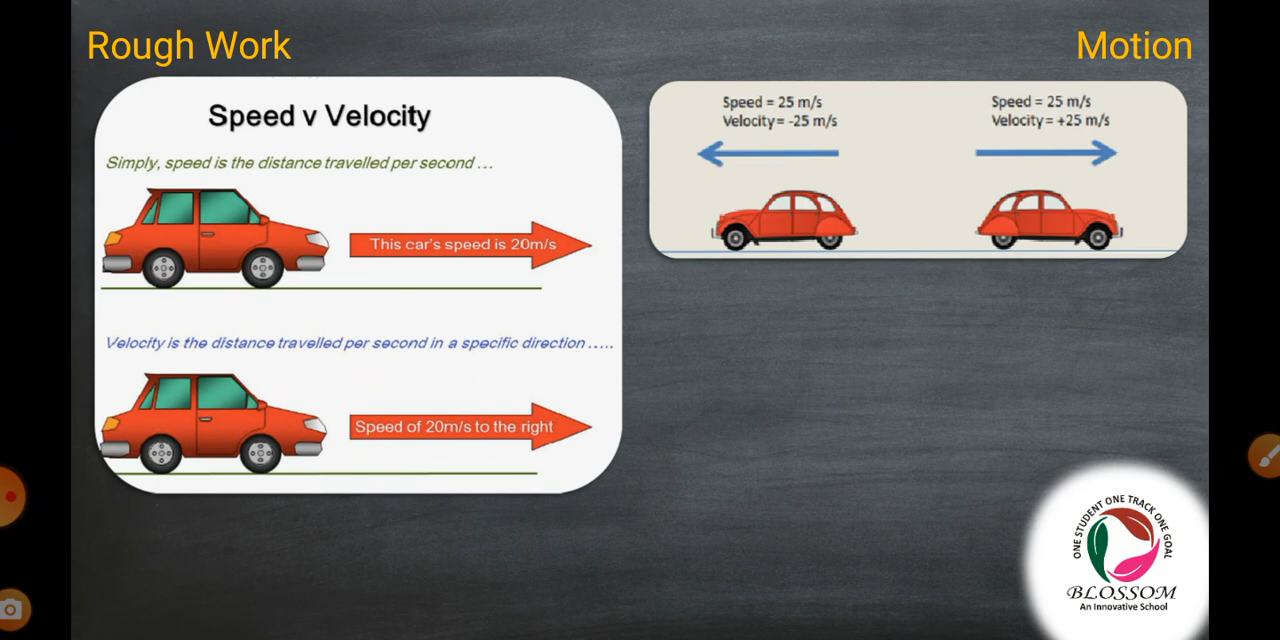 Rough Work
Motion
Speed v Velocity
Simply, speed is the distance travelled per second ...
This car's speed is 20m/s
Velocity is the distance travelled per second in a specific direction .....
Speed of 20m/s to the right
Speed = 25 m/s
Velocity= -25 m/s
Speed = 25 m/s
Velocity= +25 m/s
ONE STUDENT ONE TRACK ONE GOAL
BLOSSOM
An Innovative School